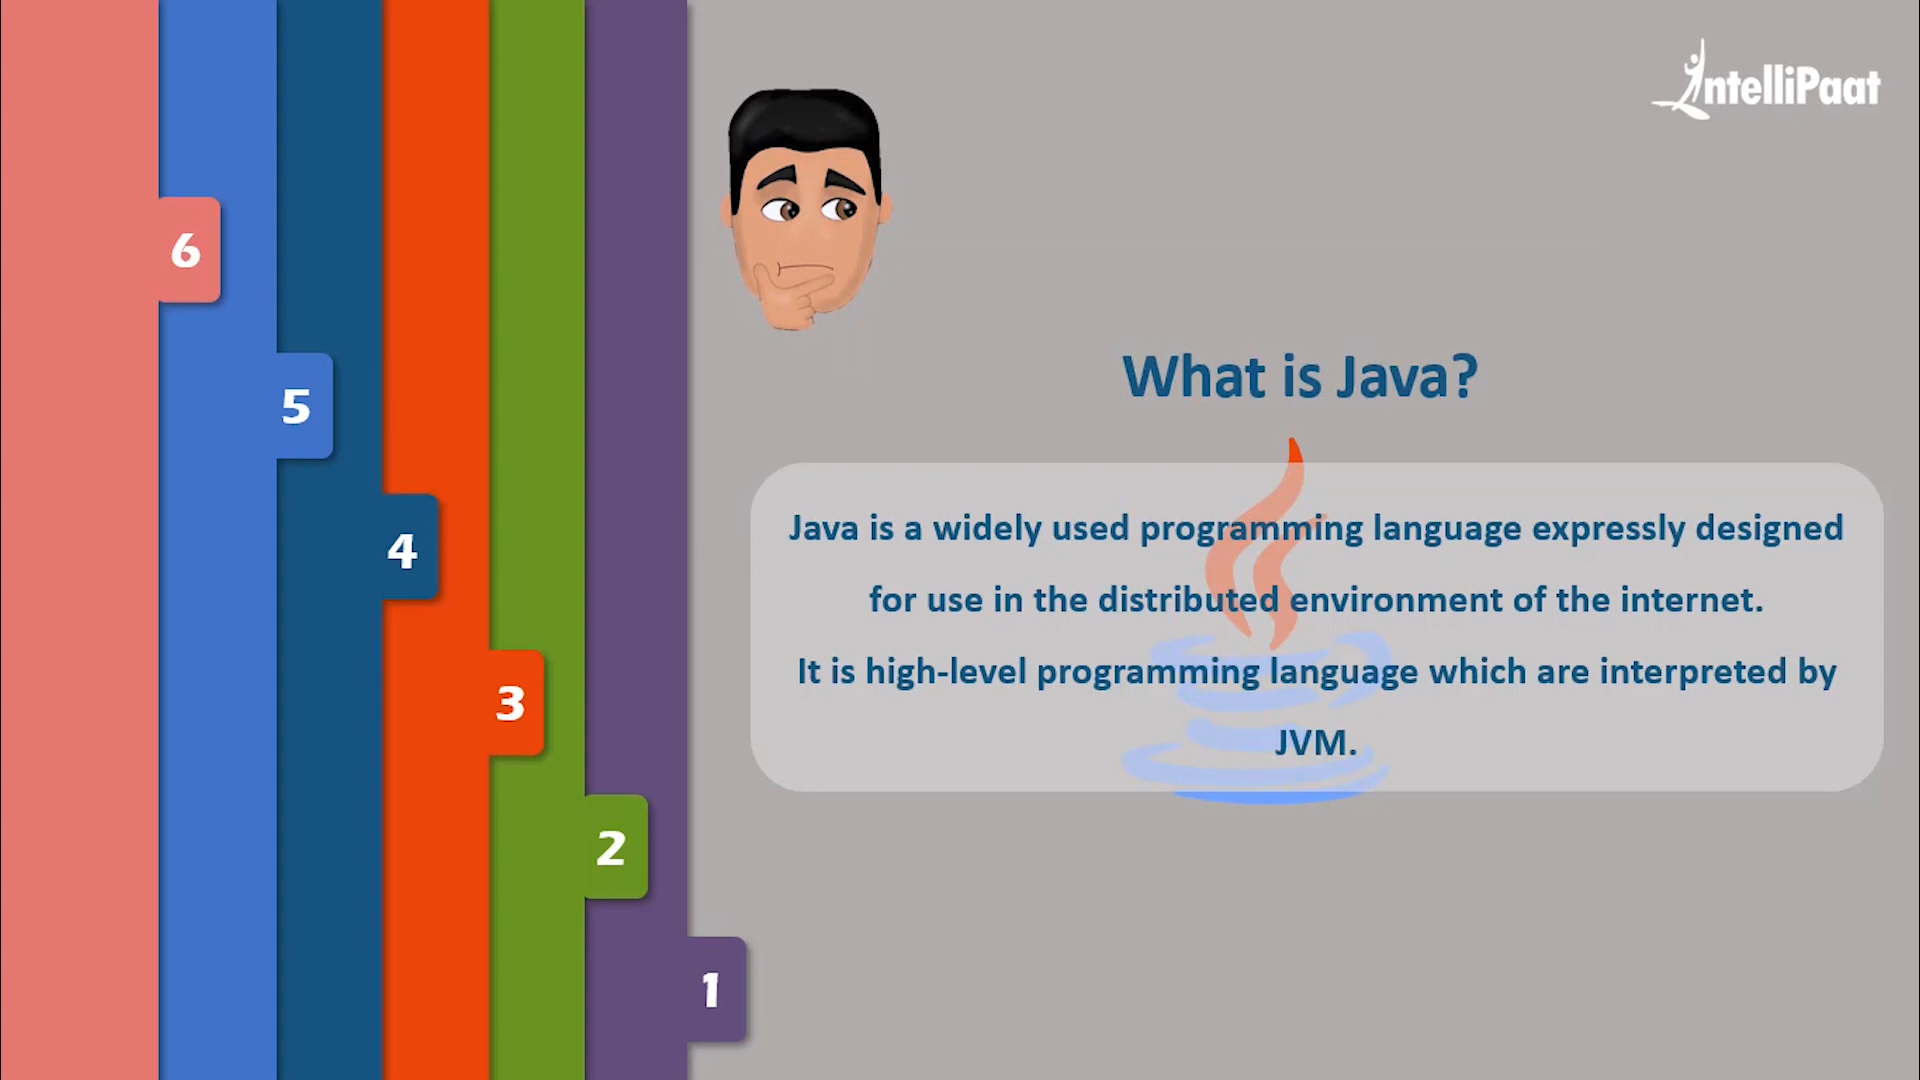 IntelliPaat
6
5
4
3
2
1
What is Java?
Java is a widely used programming language expressly designed
for use in the distributed environment of the internet.
It is high-level programming language which are interpreted by
JVM.